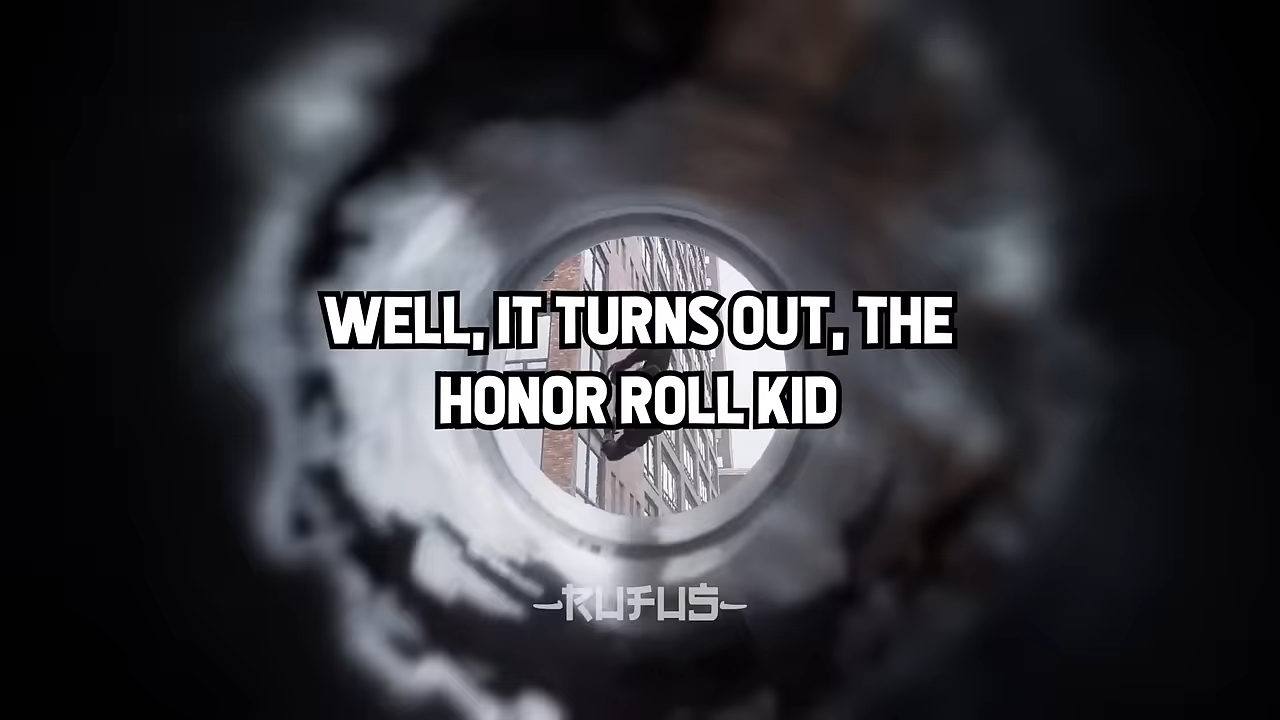 WELL, IT TURNS OUT, THE
HONOR ROLL KID
-RUFUS-